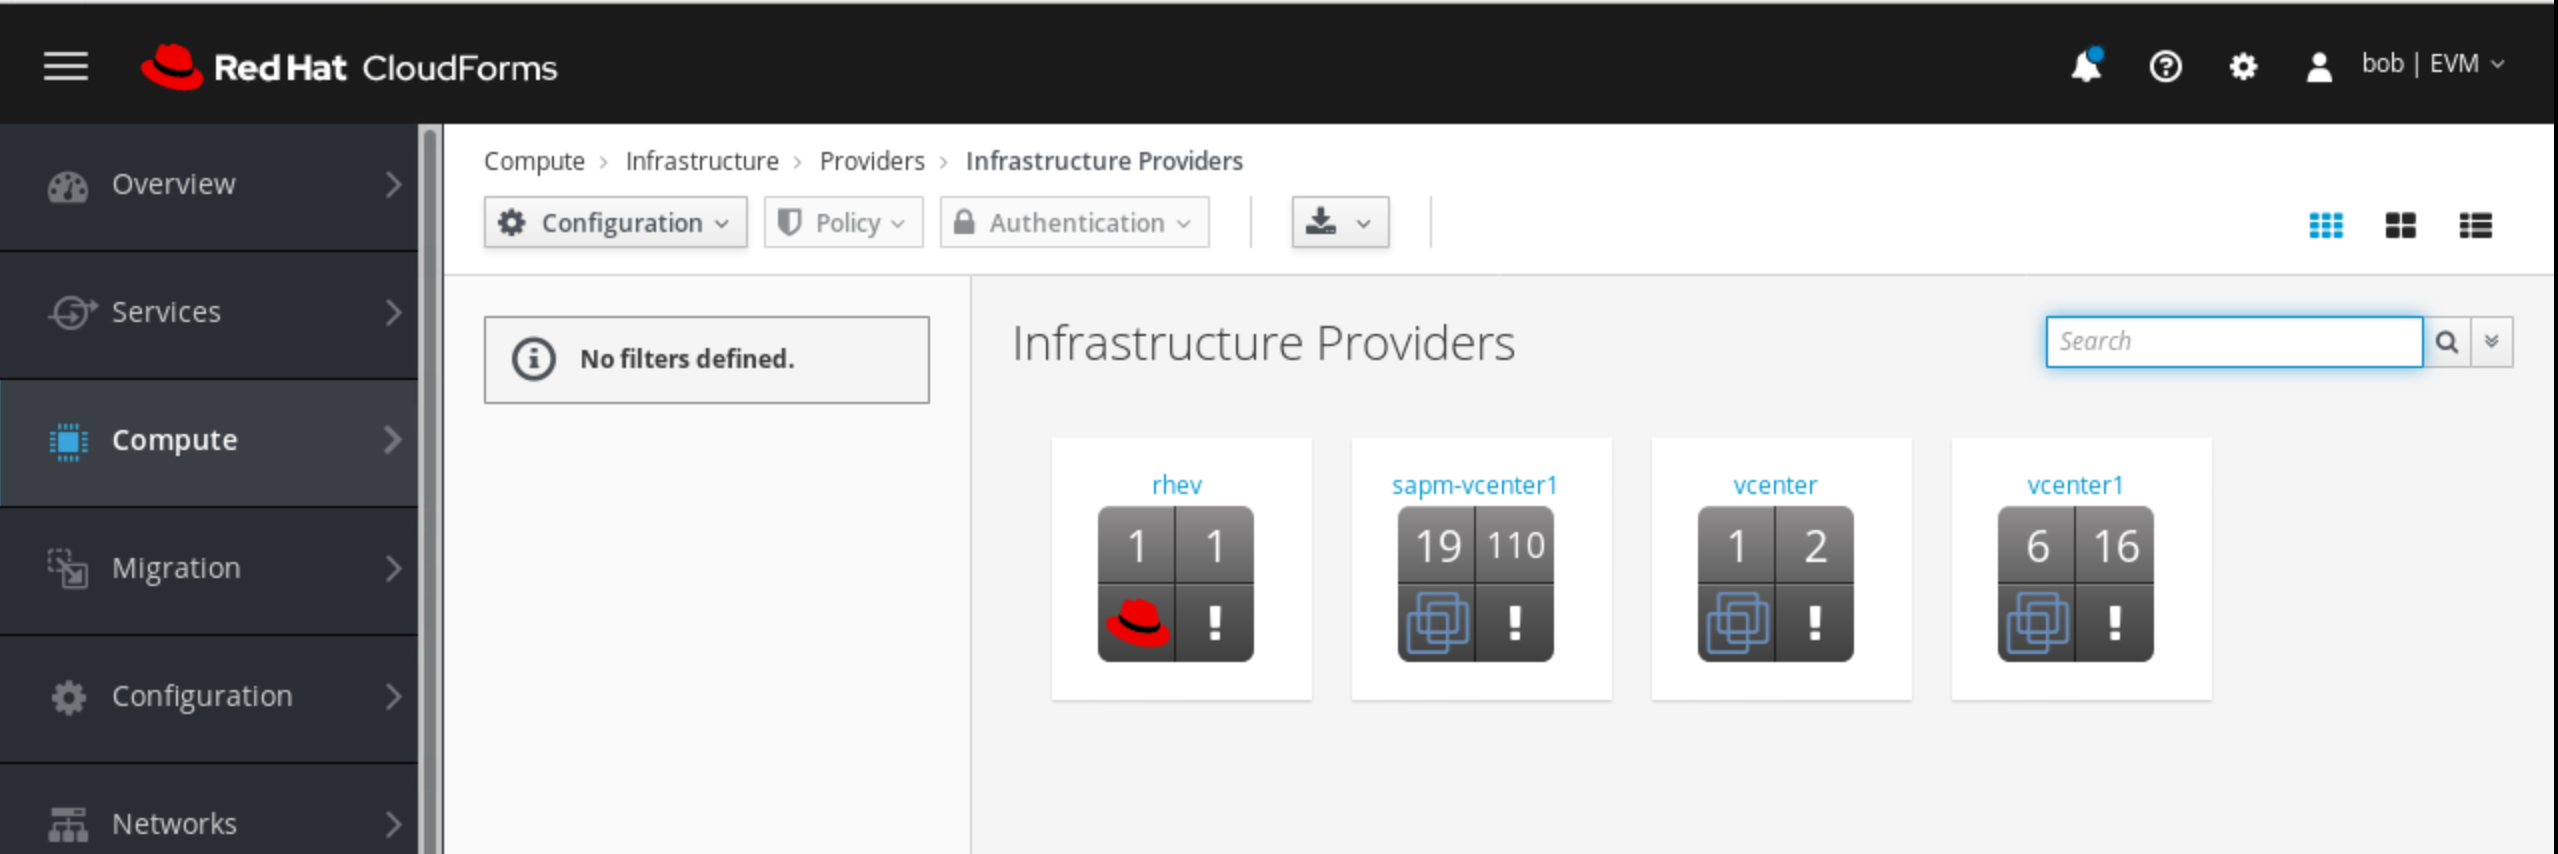 Red Hat CloudForms
bob | EVM
Overview
Services
Compute
Migration
Configuration
Networks
Compute > Infrastructure > Providers > Infrastructure Providers
Configuration
Policy
Authentication
No filters defined.
Infrastructure Providers
Search
rhev
1 1
!
sapm-vcenter1
19 110
!
vcenter
1 2
!
vcenter1
6 16
!